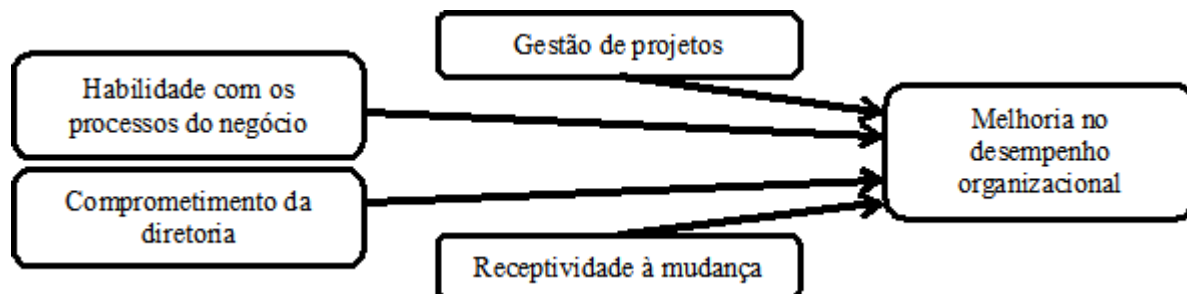 Gestão de projetos
Habilidade com os
processos do negócio
Melhoria no
desempenho
organizacional
Comprometimento da
diretoria
Receptividade à mudança